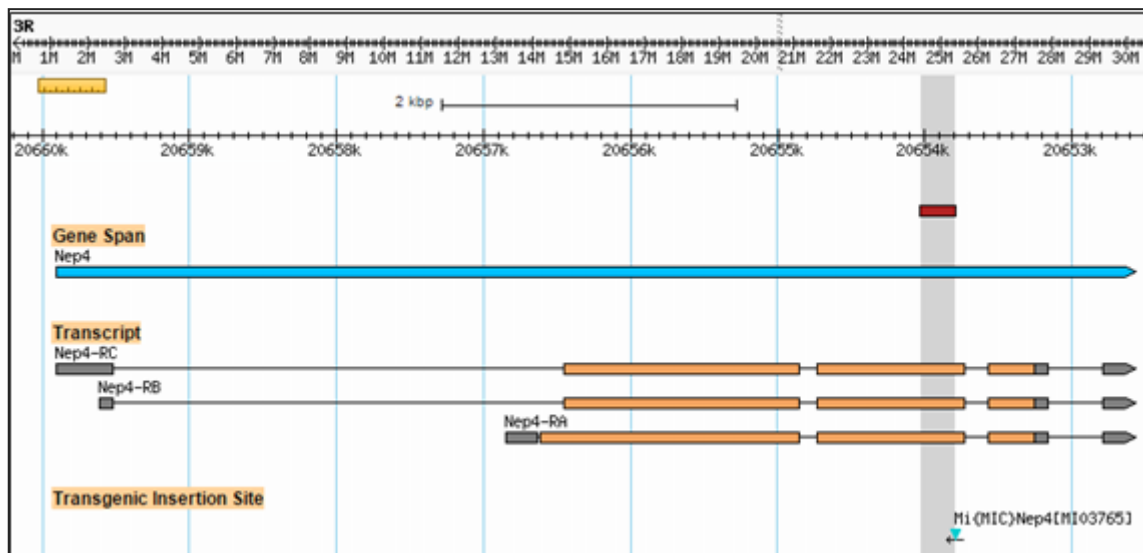 3R
M 1M 2M 3M 4M 5M 6M 7M 8M 9M 10M 11M 12M 13M 14M 15M 16M 17M 18M 19M 20M 21M 22M 23M 24M 25M 26M 27M 28M 29M 30M
2 kbp
20660k 20659k 20658k 20657k 20656k 20655k 20654k 20653k
Gene Span
Nep4
Transcript
Nep4-RC
Nep4-RB
Nep4-RA
Transgenic Insertion Site
Mi{MIC}Nep4[MI03765]